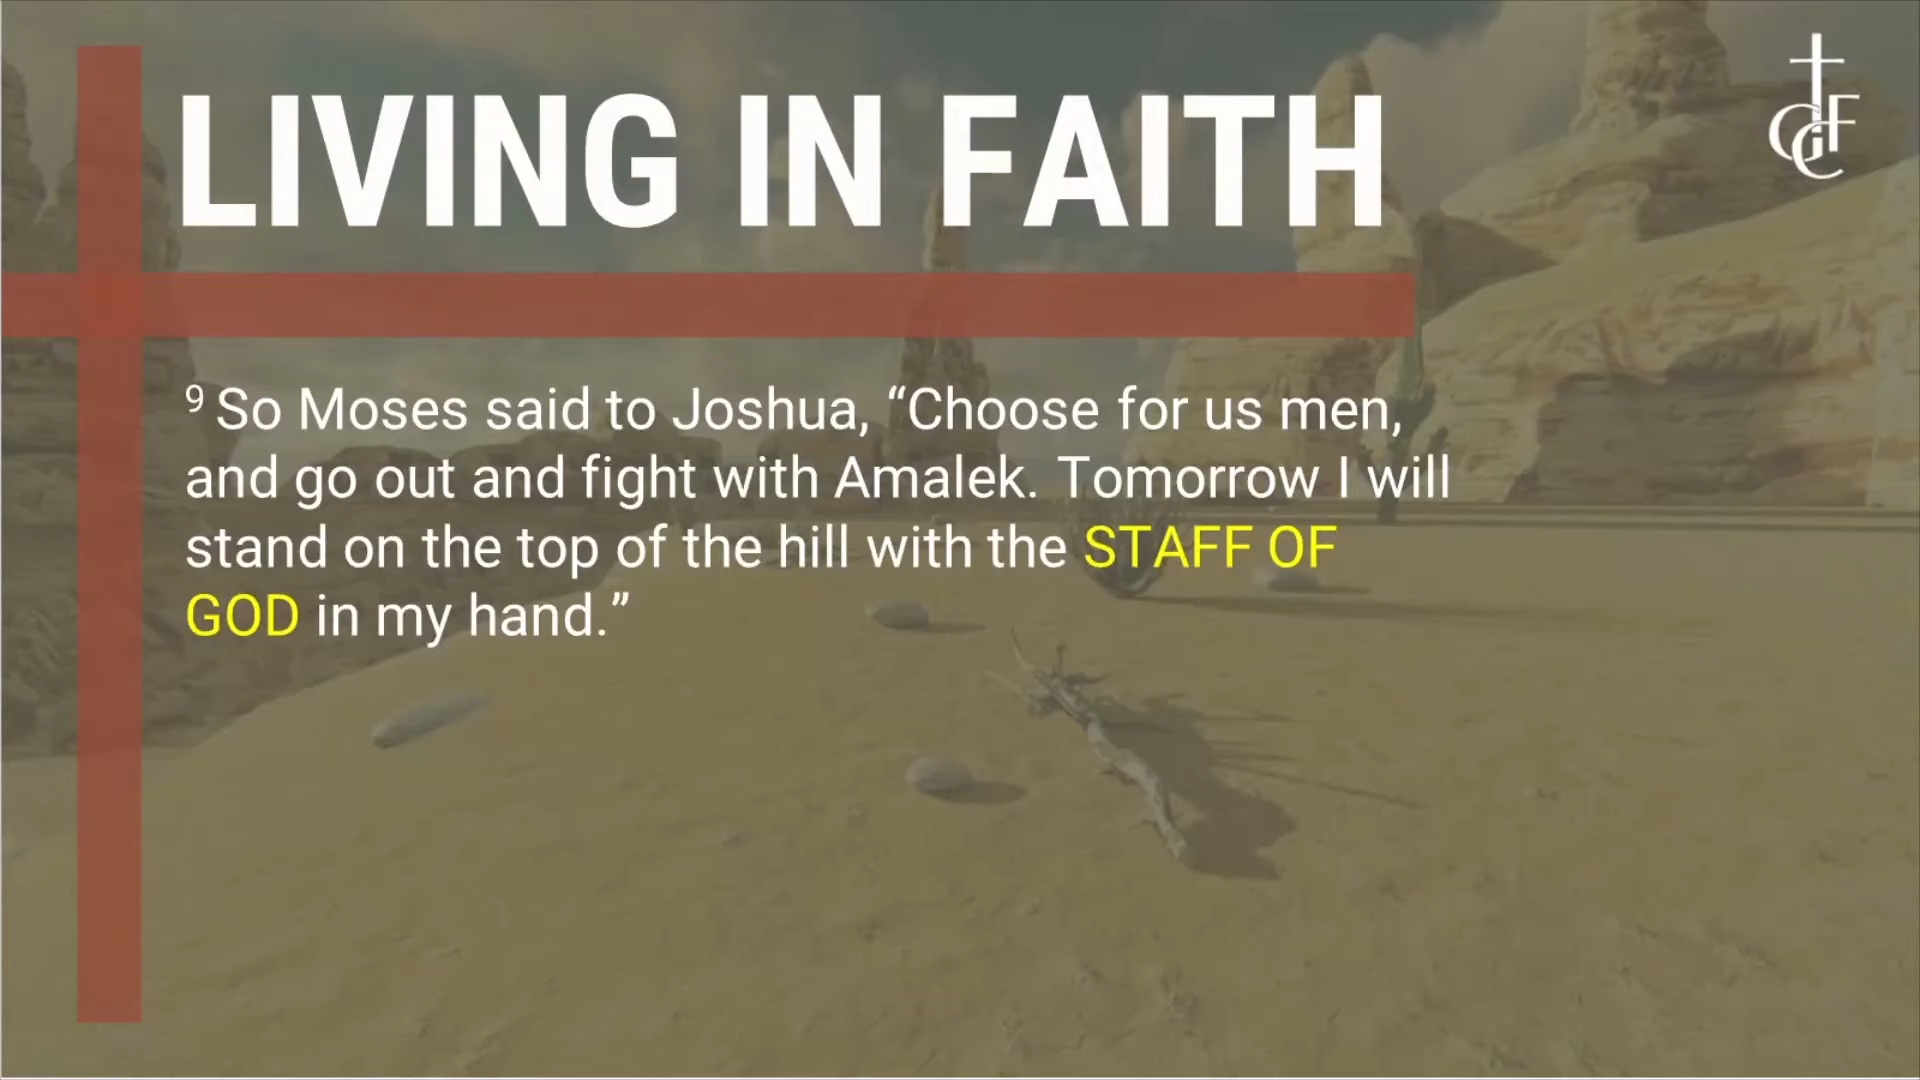 LIVING IN FAITH
⁹ So Moses said to Joshua, “Choose for us men,
and go out and fight with Amalek. Tomorrow I will
stand on the top of the hill with the STAFF OF
GOD in my hand.”